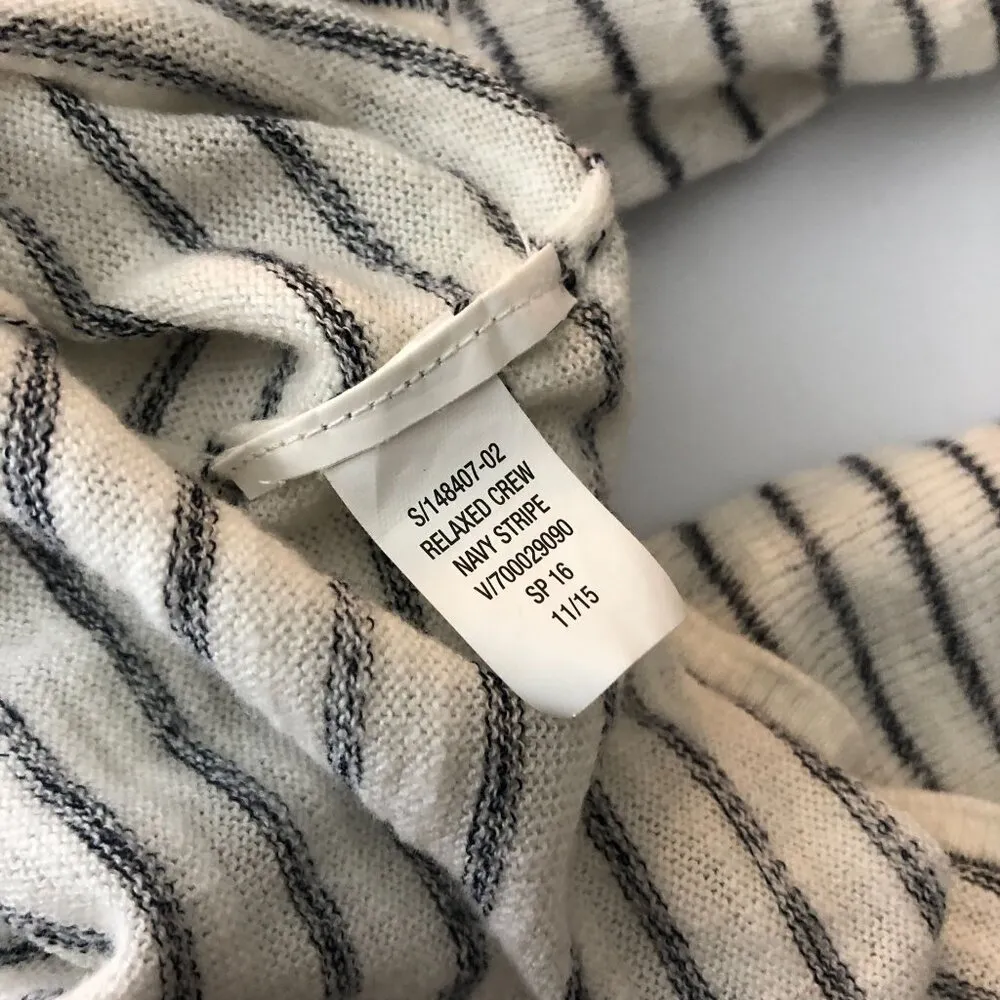 S/148407-02
RELAXED CREW
NAVY STRIPE
V/700029090
SP 16
11/15